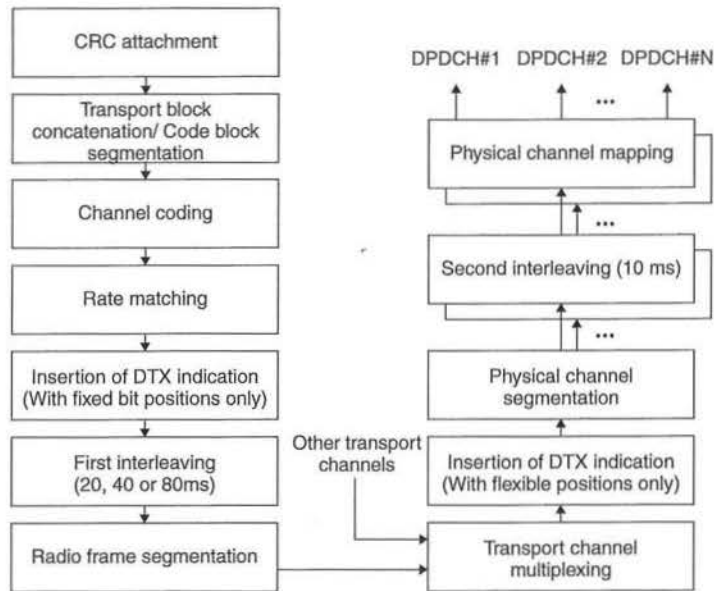 CRC attachment
Transport block
concatenation/ Code block
segmentation
Channel coding
Rate matching
Insertion of DTX indication
(With fixed bit positions only)
First interleaving
(20, 40 or 80ms)
Radio frame segmentation
Other transport
channels
DPDCH#1 DPDCH#2 DPDCH#N
...
Physical channel mapping
...
Second interleaving (10 ms)
...
Physical channel
segmentation
Insertion of DTX indication
(With flexible positions only)
Transport channel
multiplexing